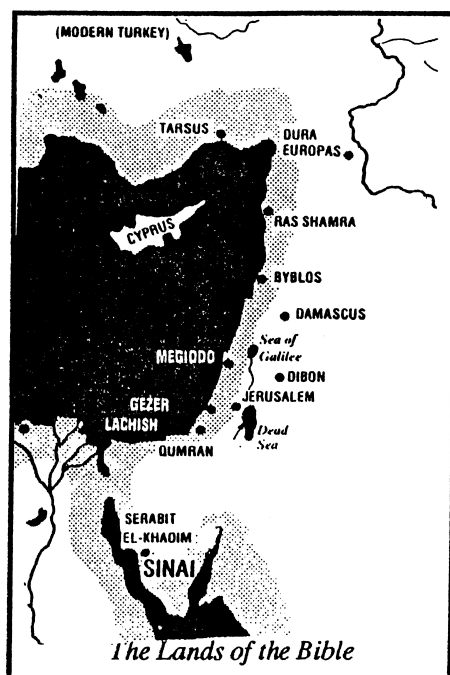 (MODERN TURKEY)
TARSUS
DURA
EUROPAS
CYPRUS
RAS SHAMRA
BYBLOS
DAMASCUS
Sea of
Galilee
MEGIDDO
DIBON
GEZER
JERUSALEM
LACHISH
QUMRAN
Dead
Sea
SERABIT
EL-KHADIM
SINAI
The Lands of the Bible